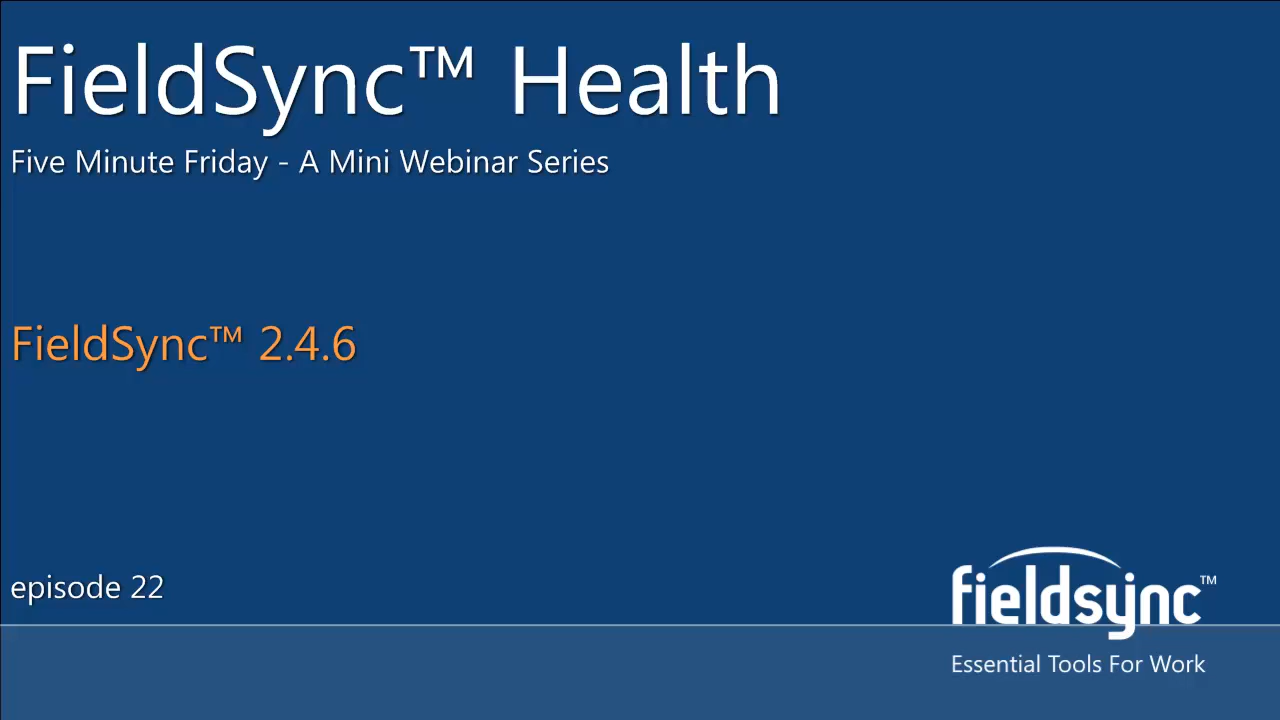 FieldSync™ Health
Five Minute Friday - A Mini Webinar Series
FieldSync™ 2.4.6
episode 22
fieldsync™
Essential Tools For Work